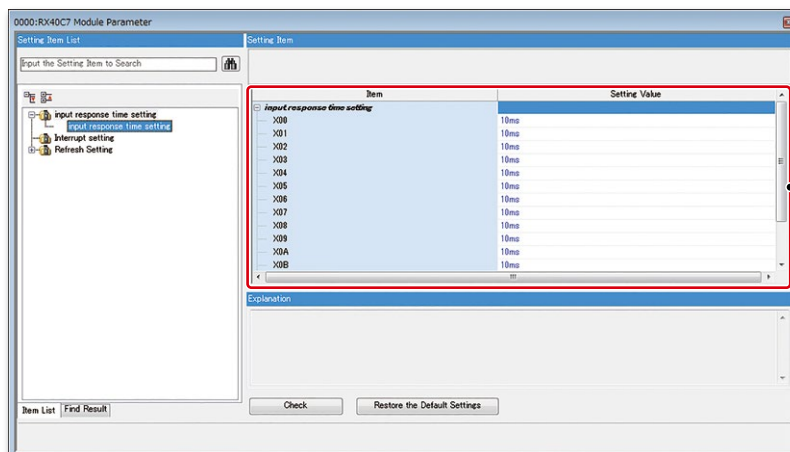 0000:RX40C7 Module Parameter
Setting Item List
Input the Setting Item to Search
input response time setting
input response time setting
Interrupt setting
Refresh Setting
Item List
Find Result
Setting Item
Item Setting Value
input response time setting
X00 10ms
X01 10ms
X02 10ms
X03 10ms
X04 10ms
X05 10ms
X06 10ms
X07 10ms
X08 10ms
X09 10ms
X0A 10ms
X0B 10ms
Explanation
Check
Restore the Default Settings